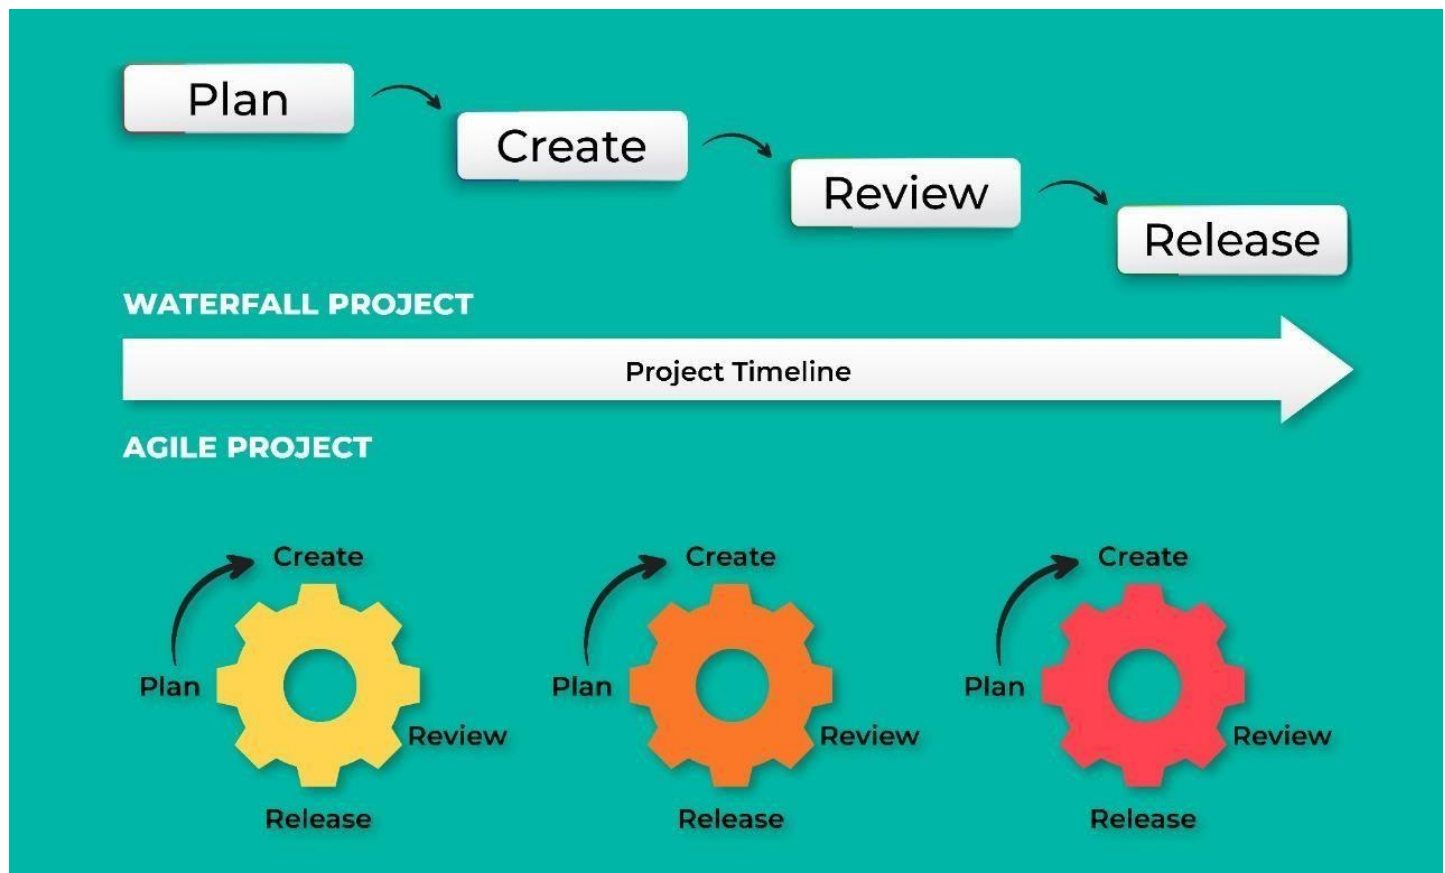 Plan
Create
Review
Release
WATERFALL PROJECT
Project Timeline
AGILE PROJECT
Create
Plan
Review
Release
Create
Plan
Review
Release
Create
Plan
Review
Release